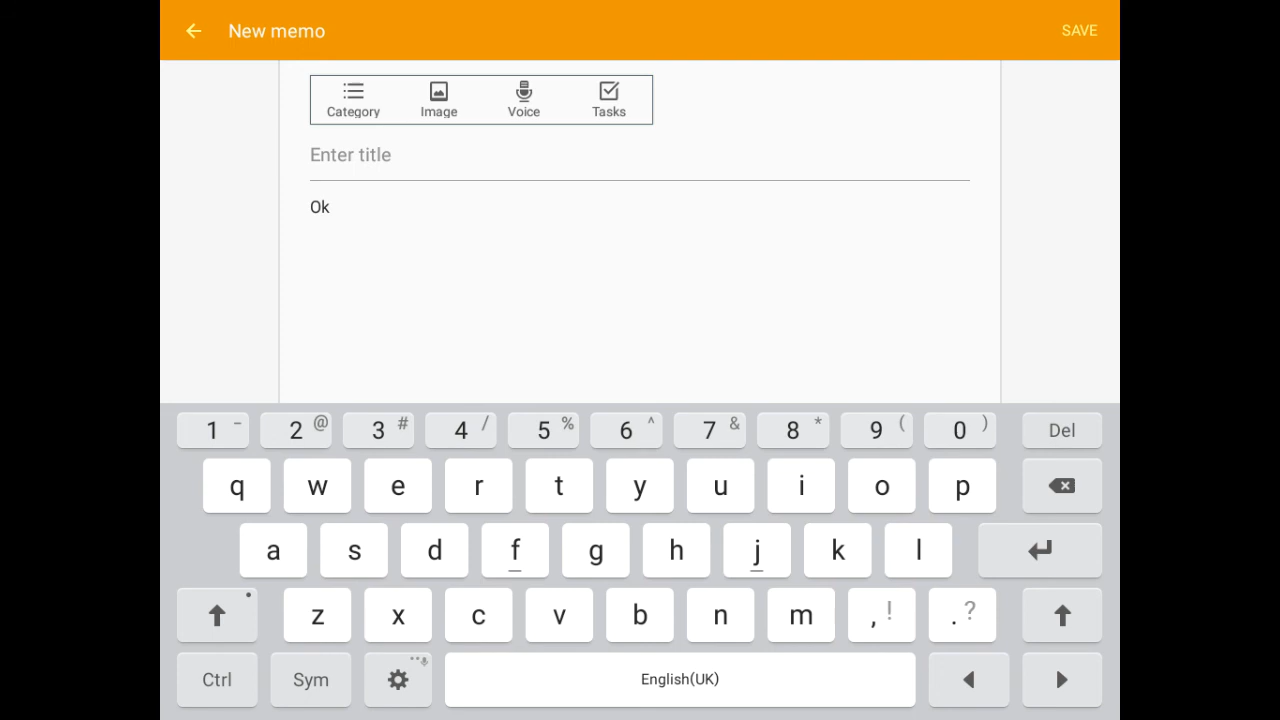 New memo SAVE
Category Image Voice Tasks
Enter title
Ok
1 - 2 @ 3 # 4 / 5 % 6 ^ 7 & 8 * 9 ( 0 ) Del
q w e r t y u i o p
a s d f g h j k l
z x c v b n m , ! . ?
Ctrl Sym English(UK)